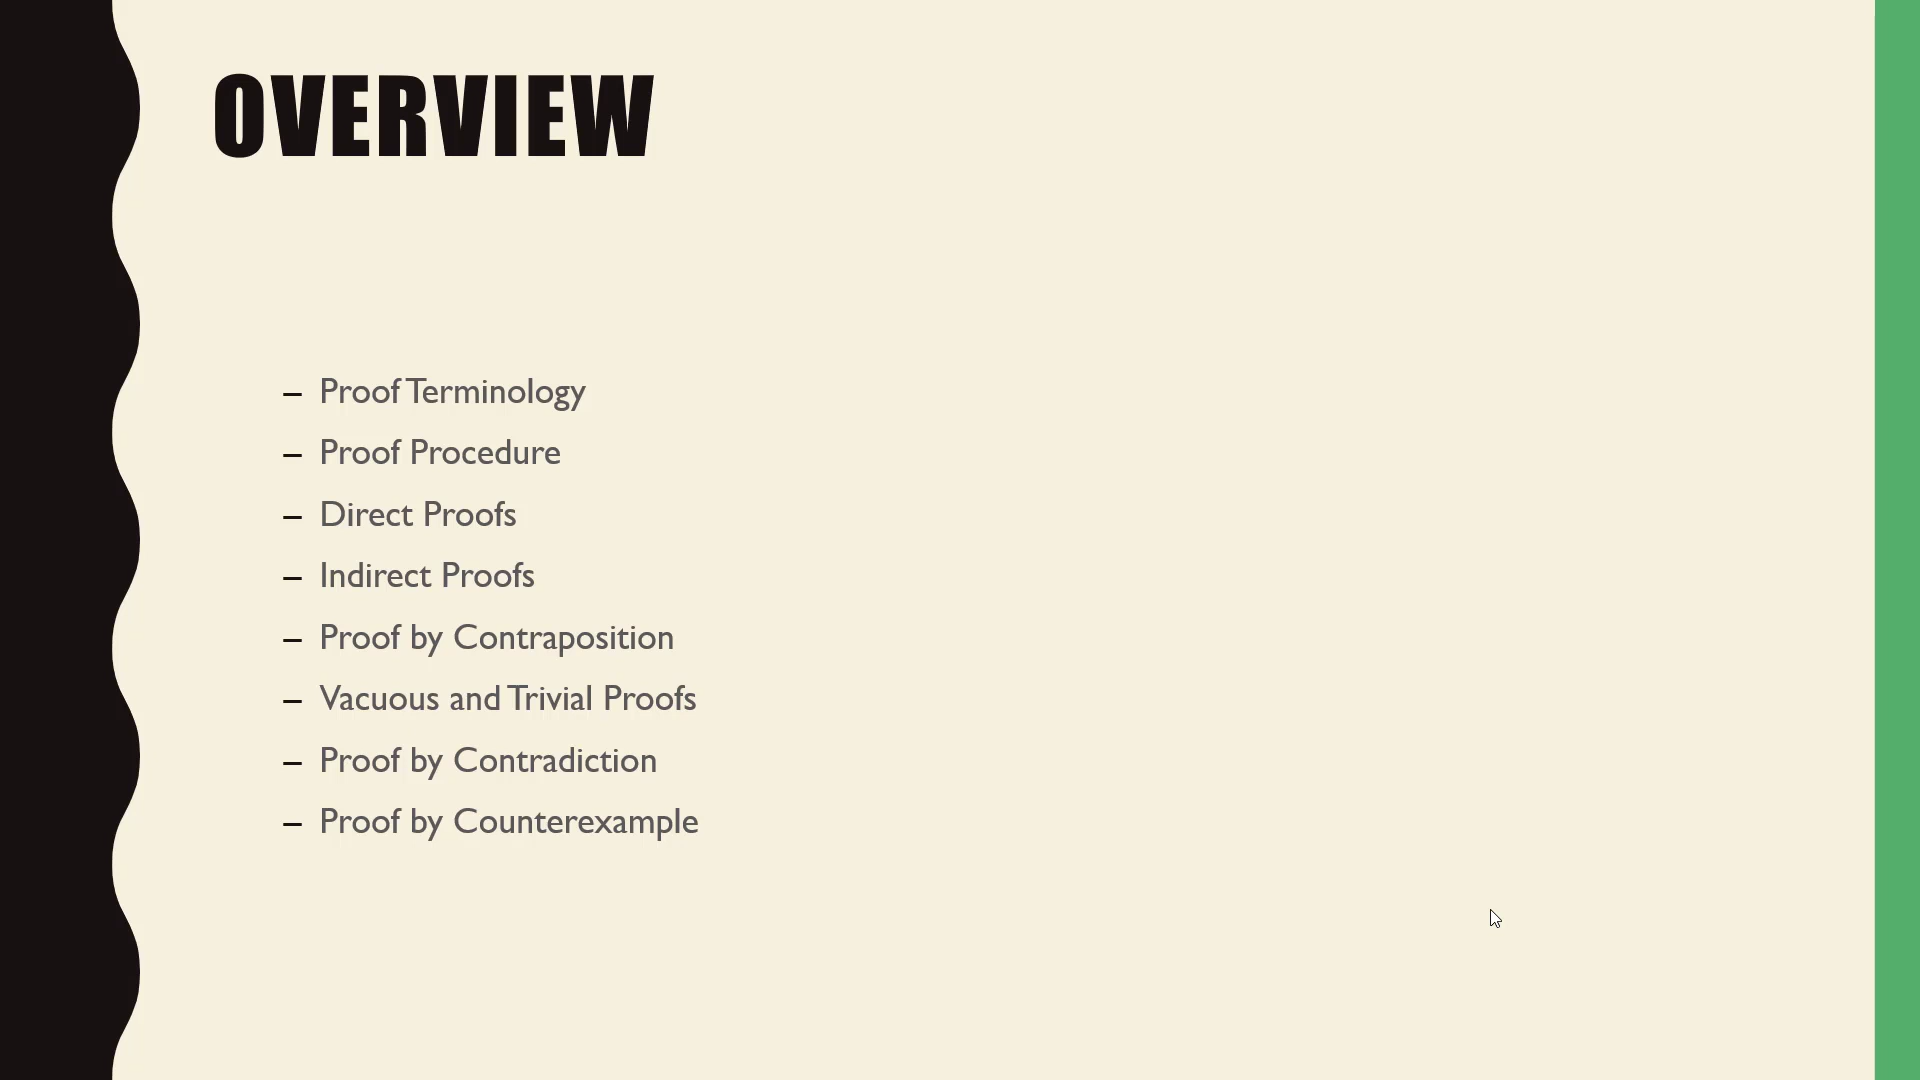 OVERVIEW
– Proof Terminology
– Proof Procedure
– Direct Proofs
– Indirect Proofs
– Proof by Contraposition
– Vacuous and Trivial Proofs
– Proof by Contradiction
– Proof by Counterexample